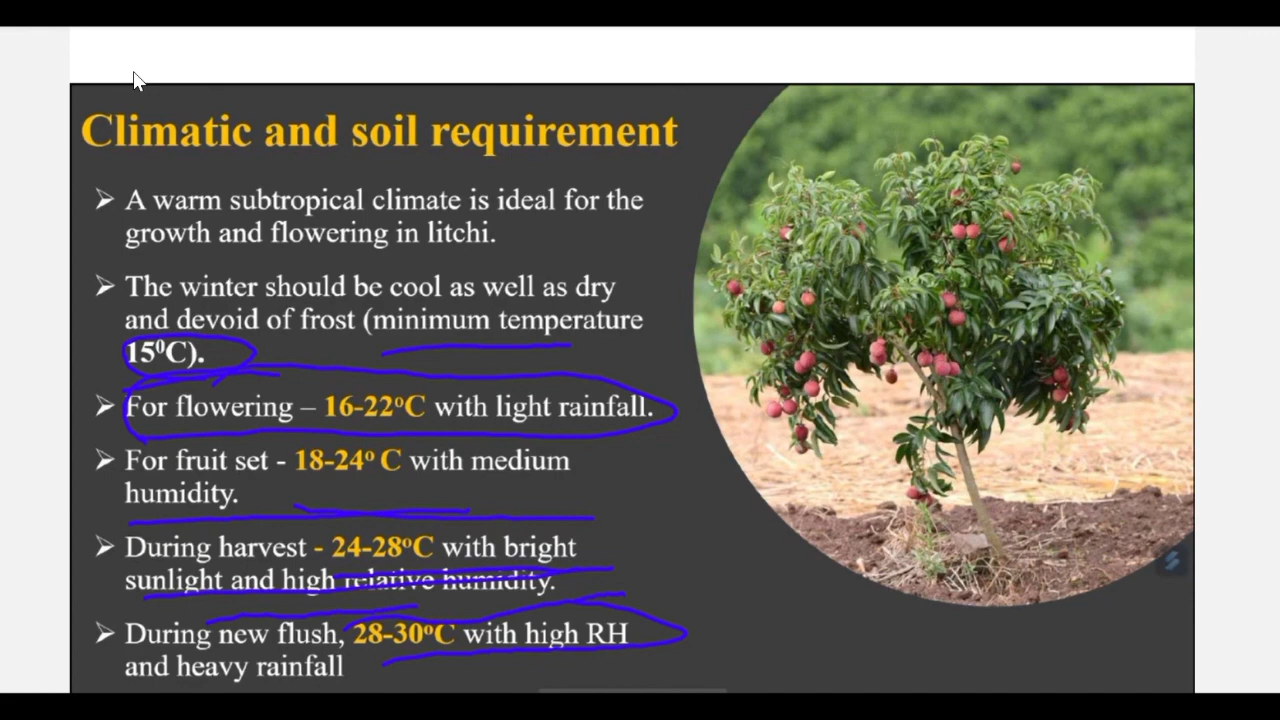 Climatic and soil requirement
➢ A warm subtropical climate is ideal for the
growth and flowering in litchi.
➢ The winter should be cool as well as dry
and devoid of frost (minimum temperature
15⁰C).
➢ For flowering – 16-22ᵒC with light rainfall.
➢ For fruit set - 18-24ᵒ C with medium
humidity.
➢ During harvest - 24-28ᵒC with bright
sunlight and high relative humidity.
➢ During new flush, 28-30ᵒC with high RH
and heavy rainfall